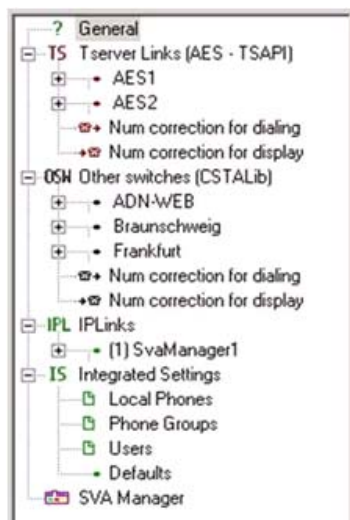 ? General
TS Tserver Links (AES - TSAPI)
AES1
AES2
Num correction for dialing
Num correction for display
OSW Other switches (CSTALib)
ADN-WEB
Braunschweig
Frankfurt
Num correction for dialing
Num correction for display
IPL IPLinks
(1) SvaManager1
IS Integrated Settings
Local Phones
Phone Groups
Users
Defaults
SVA Manager